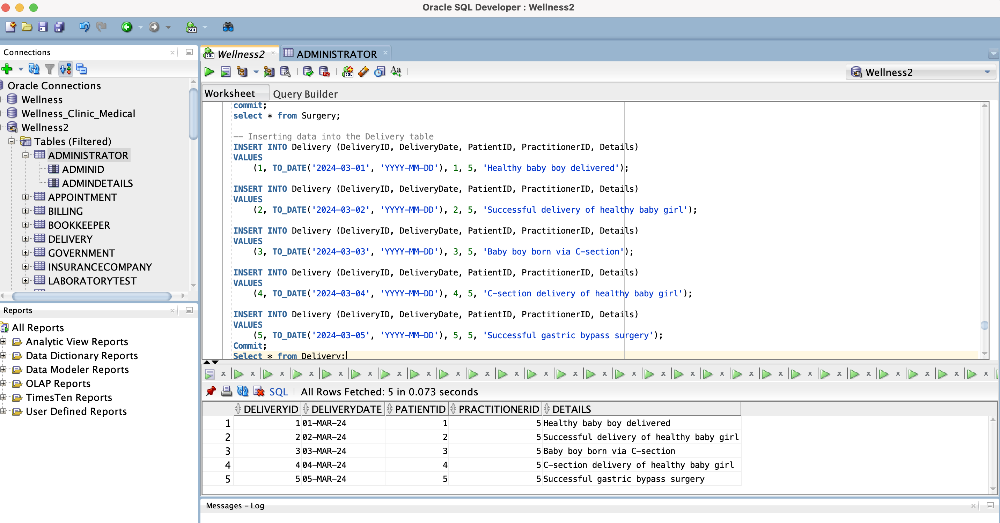 Oracle SQL Developer : Wellness2
Connections
Wellness2
ADMINISTRATOR
Wellness2
Oracle Connections
Wellness
Wellness_Clinic_Medical
Wellness2
Tables (Filtered)
ADMINISTRATOR
ADMINID
ADMINDETAILS
APPOINTMENT
BILLING
BOOKKEEPER
DELIVERY
GOVERNMENT
INSURANCECOMPANY
LABORATORYTEST
Reports
All Reports
Analytic View Reports
Data Dictionary Reports
Data Modeler Reports
OLAP Reports
TimesTen Reports
User Defined Reports
Worksheet Query Builder
commit;
select * from Surgery;
-- Inserting data into the Delivery table
INSERT INTO Delivery (DeliveryID, DeliveryDate, PatientID, PractitionerID, Details)
VALUES
(1, TO_DATE('2024-03-01', 'YYYY-MM-DD'), 1, 5, 'Healthy baby boy delivered');
INSERT INTO Delivery (DeliveryID, DeliveryDate, PatientID, PractitionerID, Details)
VALUES
(2, TO_DATE('2024-03-02', 'YYYY-MM-DD'), 2, 5, 'Successful delivery of healthy baby girl');
INSERT INTO Delivery (DeliveryID, DeliveryDate, PatientID, PractitionerID, Details)
VALUES
(3, TO_DATE('2024-03-03', 'YYYY-MM-DD'), 3, 5, 'Baby boy born via C-section');
INSERT INTO Delivery (DeliveryID, DeliveryDate, PatientID, PractitionerID, Details)
VALUES
(4, TO_DATE('2024-03-04', 'YYYY-MM-DD'), 4, 5, 'C-section delivery of healthy baby girl');
INSERT INTO Delivery (DeliveryID, DeliveryDate, PatientID, PractitionerID, Details)
VALUES
(5, TO_DATE('2024-03-05', 'YYYY-MM-DD'), 5, 5, 'Successful gastric bypass surgery');
Commit;
Select * from Delivery;
SQL All Rows Fetched: 5 in 0.073 seconds
DELIVERYID DELIVERYDATE PATIENTID PRACTITIONERID DETAILS
1 1 01-MAR-24 1 5 Healthy baby boy delivered
2 2 02-MAR-24 2 5 Successful delivery of healthy baby girl
3 3 03-MAR-24 3 5 Baby boy born via C-section
4 4 04-MAR-24 4 5 C-section delivery of healthy baby girl
5 5 05-MAR-24 5 5 Successful gastric bypass surgery
Messages - Log